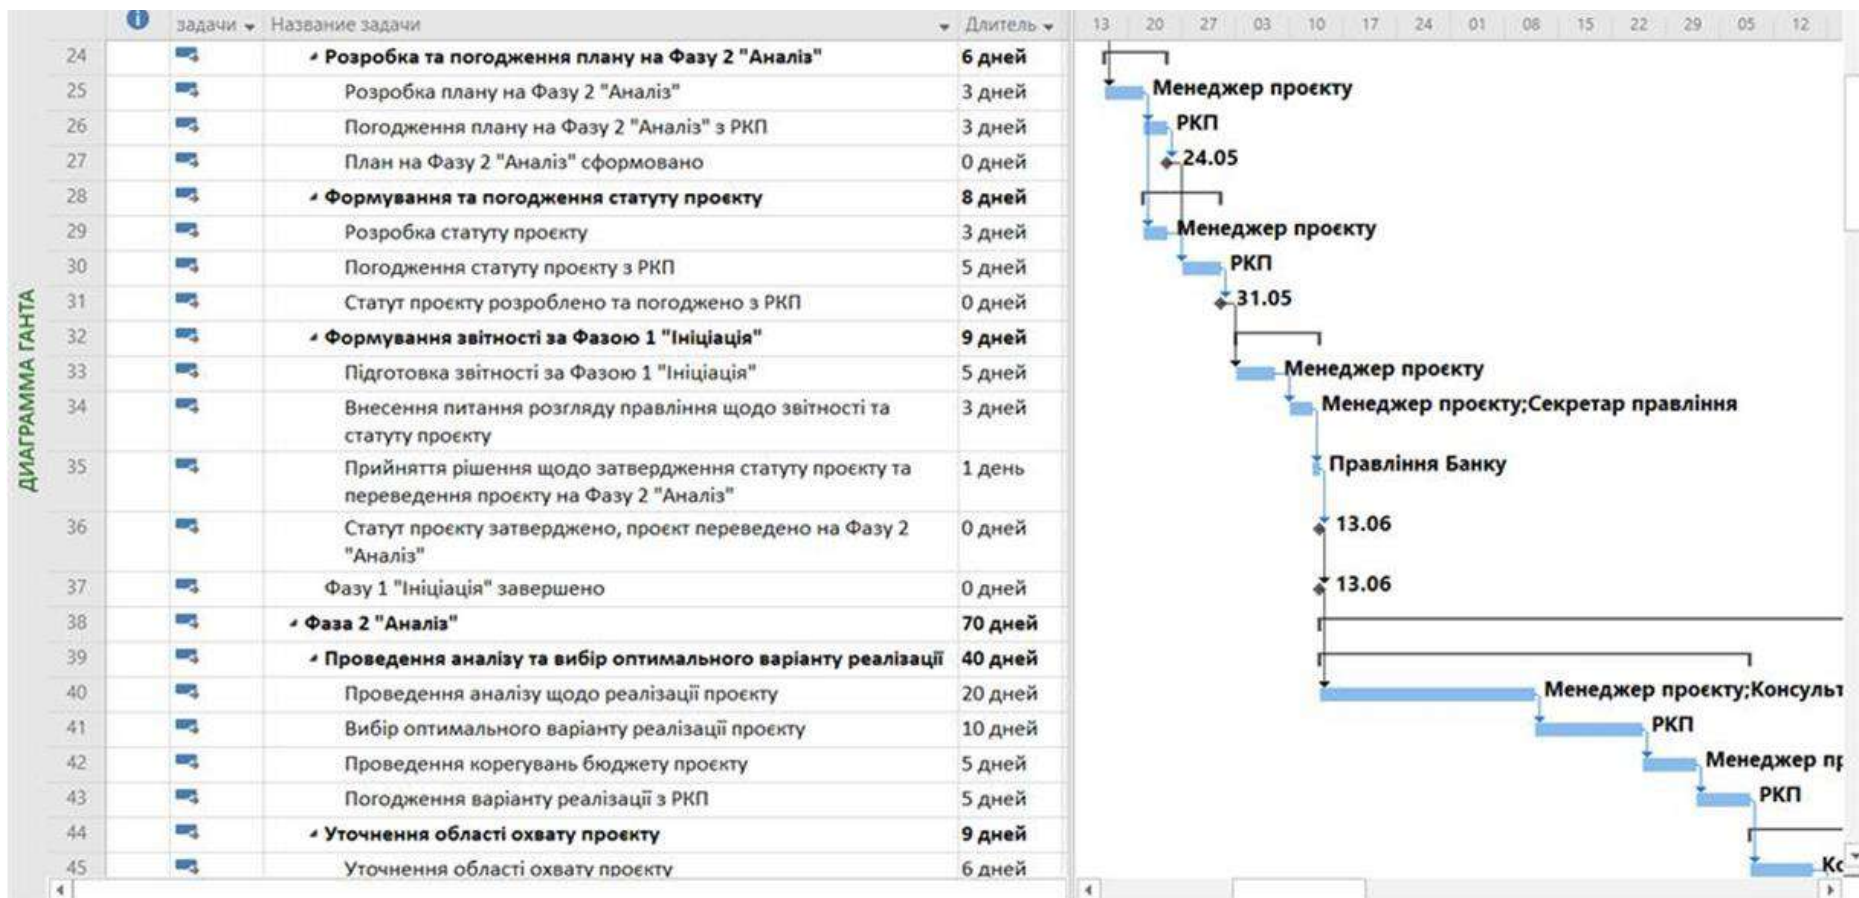 задачи Название задачи Длитель 13 20 27 03 10 17 24 01 08 15 22 29 05 12
24 Розробка та погодження плану на Фазу 2 "Аналіз" 6 дней
25 Розробка плану на Фазу 2 "Аналіз" 3 дней Менеджер проєкту
26 Погодження плану на Фазу 2 "Аналіз" з РКП 3 дней РКП
27 План на Фазу 2 "Аналіз" сформовано 0 дней 24.05
28 Формування та погодження статуту проєкту 8 дней
29 Розробка статуту проєкту 3 дней Менеджер проєкту
30 Погодження статуту проєкту з РКП 5 дней РКП
31 Статут проєкту розроблено та погоджено з РКП 0 дней 31.05
32 Формування звітності за Фазою 1 "Ініціація" 9 дней
33 Підготовка звітності за Фазою 1 "Ініціація" 5 дней Менеджер проєкту
34 Внесення питання розгляду правління щодо звітності та 3 дней Менеджер проєкту;Секретар правління
статуту проєкту
35 Прийняття рішення щодо затвердження статуту проєкту та 1 день Правління Банку
переведення проєкту на Фазу 2 "Аналіз"
36 Статут проєкту затверджено, проєкт переведено на Фазу 2 0 дней 13.06
"Аналіз"
37 Фазу 1 "Ініціація" завершено 0 дней 13.06
38 Фаза 2 "Аналіз" 70 дней
39 Проведення аналізу та вибір оптимального варіанту реалізації 40 дней
40 Проведення аналізу щодо реалізації проєкту 20 дней Менеджер проєкту;Консульт
41 Вибір оптимального варіанту реалізації проєкту 10 дней РКП
42 Проведення корегувань бюджету проєкту 5 дней Менеджер пр
43 Погодження варіанту реалізації з РКП 5 дней РКП
44 Уточнення області охвату проєкту 9 дней
45 Уточнення області охвату проєкту 6 дней Кс
ДИАГРАММА ГАНТА